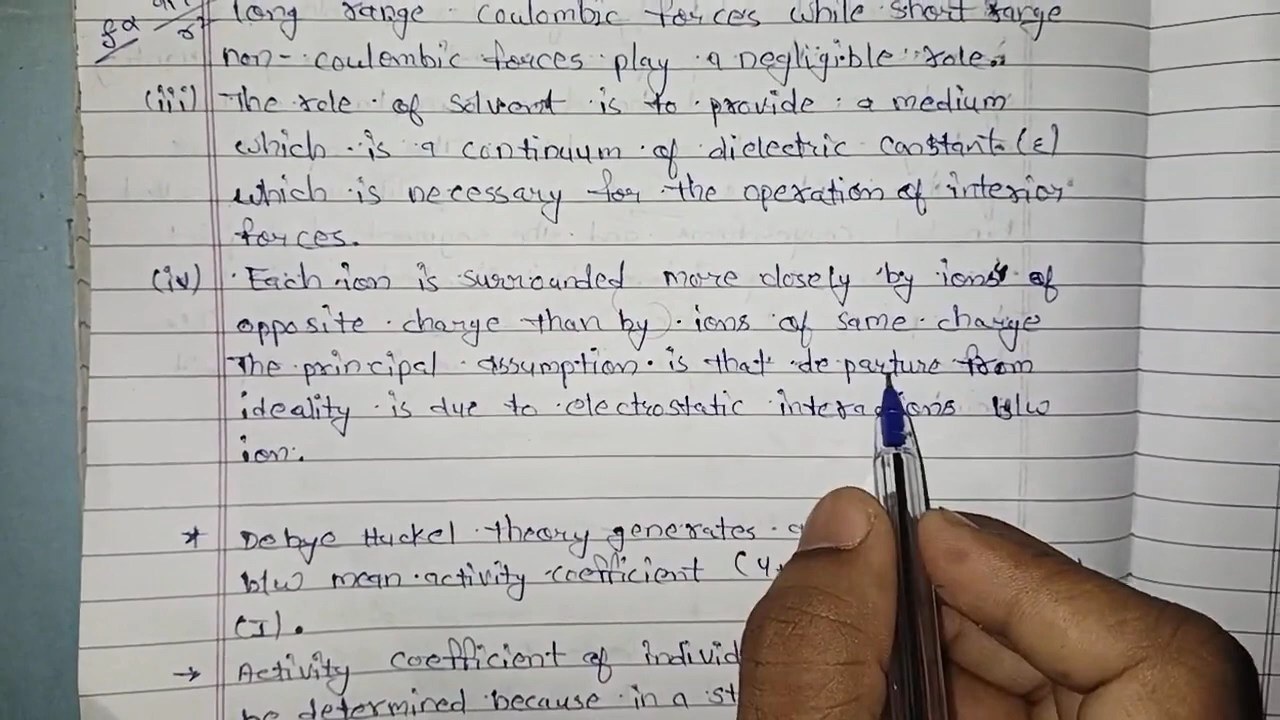 long range coulombic forces while short range
fα r²
non-coulombic forces play a negligible role.
(iii) The role of solvent is to provide a medium
which is a continuum of dielectric constant (ε)
which is necessary for the operation of interior
forces.
(iv) Each ion is surrounded more closely by ions of
opposite charge than by ions of same charge
The principal assumption is that departure from
ideality is due to electrostatic interactions b/w
ion.
* Debye Huckel theory generates
b/w mean activity coefficient (
(I).
→ Activity coefficient of individ
be determined because in a st